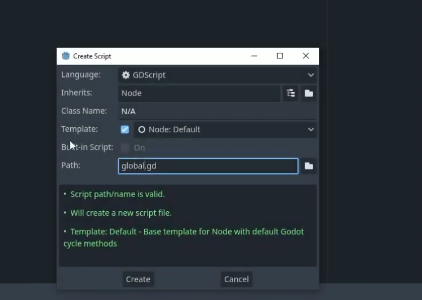 Create Script
Language: GDScript
Inherits: Node
Class Name: N/A
Template: Node: Default
Built-in Script: On
Path: global.gd
• Script path/name is valid.
• Will create a new script file.
• Template: Default - Base template for Node with default Godot
cycle methods
Create Cancel